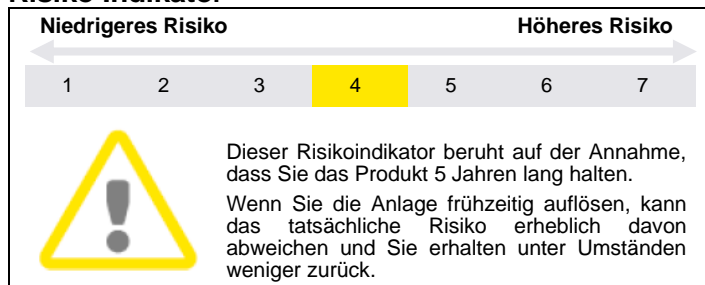 Niedrigeres Risiko Höheres Risiko
1 2 3 4 5 6 7
Dieser Risikoindikator beruht auf der Annahme,
dass Sie das Produkt 5 Jahren lang halten.
Wenn Sie die Anlage frühzeitig auflösen, kann
das tatsächliche Risiko erheblich davon
abweichen und Sie erhalten unter Umständen
weniger zurück.